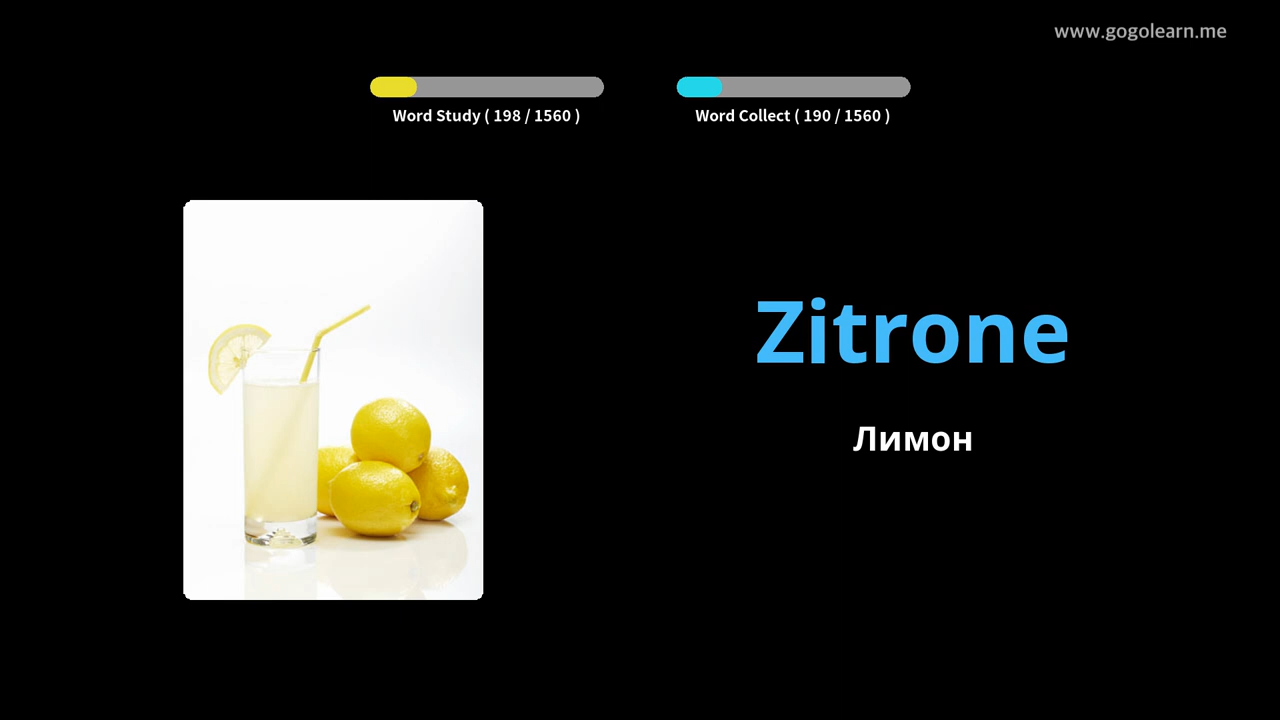 www.gogolearn.me
Word Study ( 198 / 1560 )
Word Collect ( 190 / 1560 )
Zitrone
Лимон